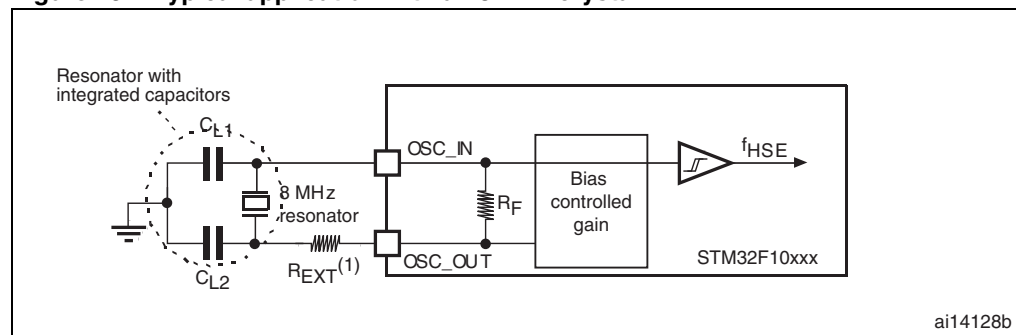 Resonator with
integrated capacitors
CL1
OSC_IN
fHSE
8 MHz
resonator
RF
Bias
controlled
gain
REXT(1)
OSC_OUT
STM32F10xxx
CL2
ai14128b